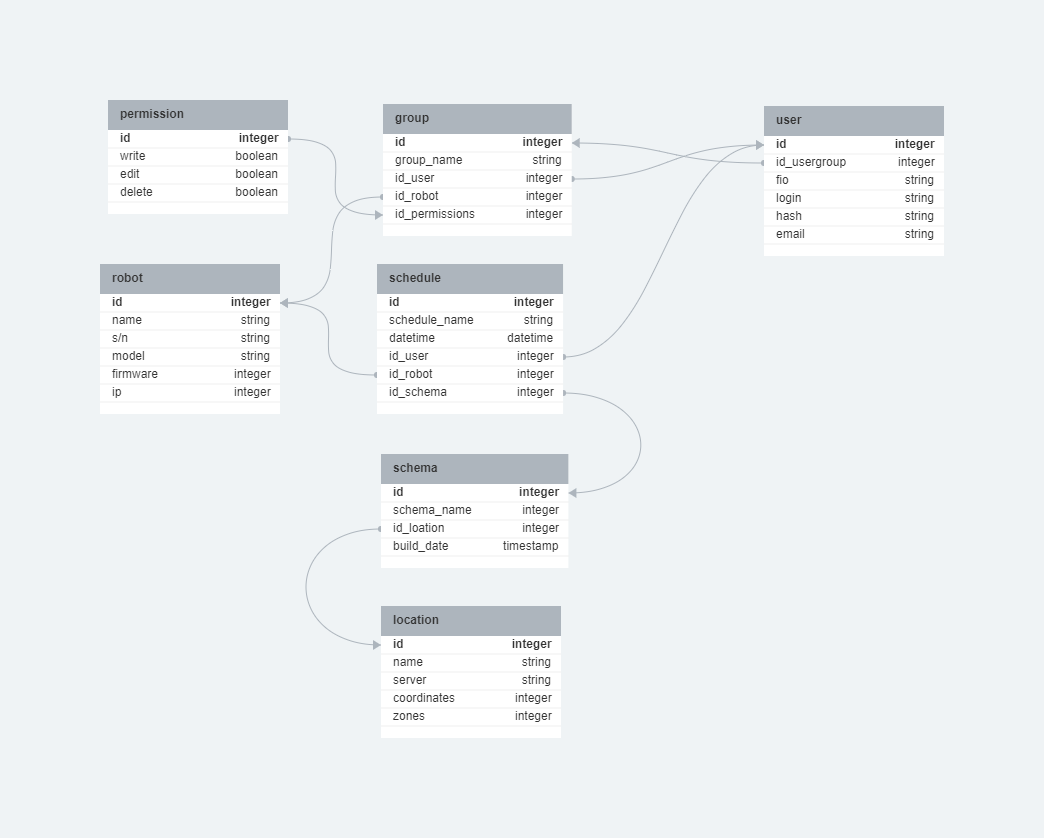 permission
id integer
write boolean
edit boolean
delete boolean
group
id integer
group_name string
id_user integer
id_robot integer
id_permissions integer
user
id integer
id_usergroup integer
fio string
login string
hash string
email string
robot
id integer
name string
s/n string
model string
firmware integer
ip integer
schedule
id integer
schedule_name string
datetime datetime
id_user integer
id_robot integer
id_schema integer
schema
id integer
schema_name integer
id_loation integer
build_date timestamp
location
id integer
name string
server string
coordinates integer
zones integer